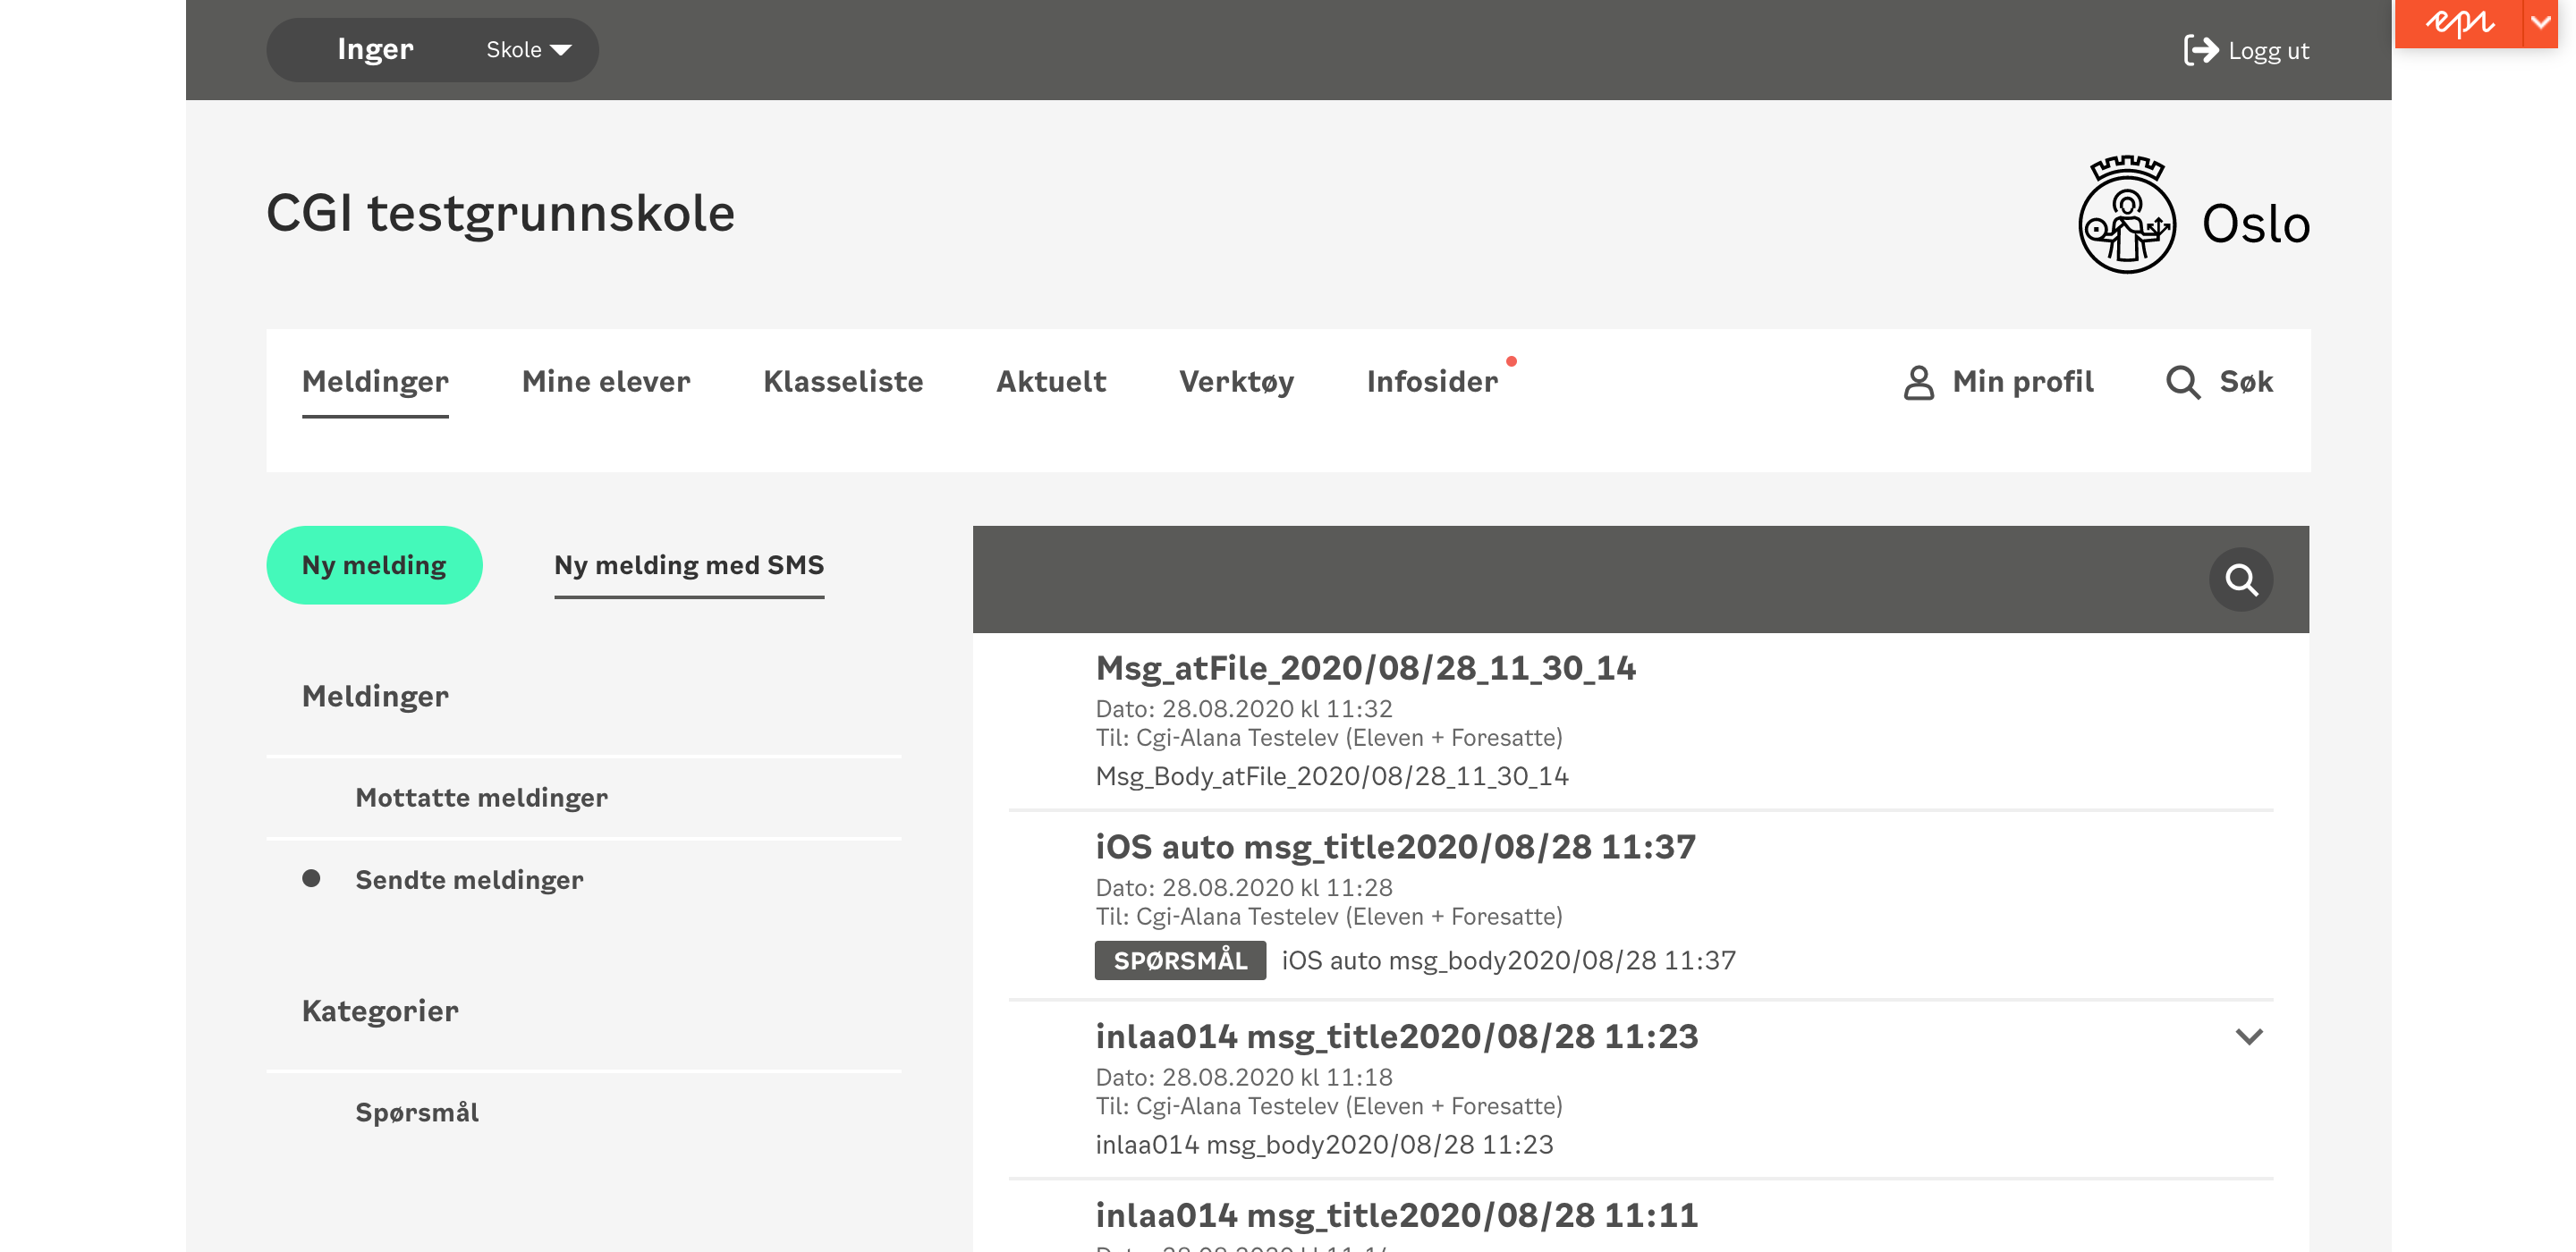 Inger
Skole
Logg ut
epi
CGI testgrunnskole
Oslo
Meldinger
Mine elever
Klasseliste
Aktuelt
Verktøy
Infosider
Min profil
Søk
Ny melding
Ny melding med SMS
Meldinger
Mottatte meldinger
Sendte meldinger
Kategorier
Spørsmål
Msg_atFile_2020/08/28_11_30_14
Dato: 28.08.2020 kl 11:32
Til: Cgi-Alana Testelev (Eleven + Foresatte)
Msg_Body_atFile_2020/08/28_11_30_14
iOS auto msg_title2020/08/28 11:37
Dato: 28.08.2020 kl 11:28
Til: Cgi-Alana Testelev (Eleven + Foresatte)
SPØRSMÅL iOS auto msg_body2020/08/28 11:37
inlaa014 msg_title2020/08/28 11:23
Dato: 28.08.2020 kl 11:18
Til: Cgi-Alana Testelev (Eleven + Foresatte)
inlaa014 msg_body2020/08/28 11:23
inlaa014 msg_title2020/08/28 11:11